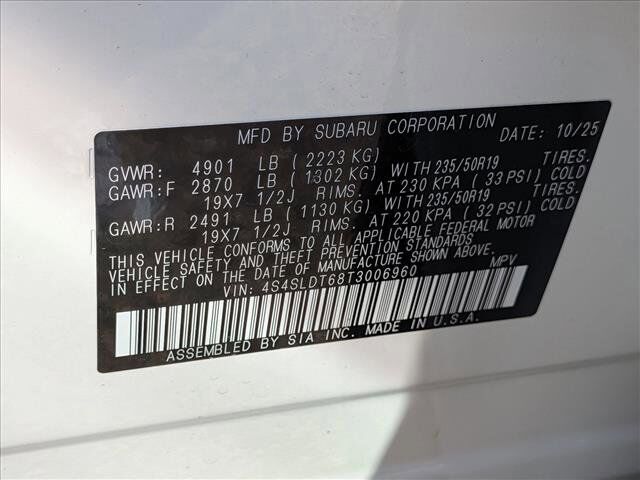 MFD BY SUBARU CORPORATION DATE: 10/25
GVWR: 4901 LB (2223 KG)
GAWR:F 2870 LB (1302 KG) WITH 235/50R19 TIRES.
19X7 1/2J RIMS. AT 230 KPA (33 PSI) COLD
GAWR:R 2491 LB (1130 KG) WITH 235/50R19 TIRES.
19X7 1/2J RIMS. AT 220 KPA (32 PSI) COLD
THIS VEHICLE CONFORMS TO ALL APPLICABLE FEDERAL MOTOR
VEHICLE SAFETY AND THEFT PREVENTION STANDARDS
IN EFFECT ON THE DATE OF MANUFACTURE SHOWN ABOVE.
VIN: 4S4SLDT68T3006960 MPV
ASSEMBLED BY SIA INC. MADE IN U.S.A.